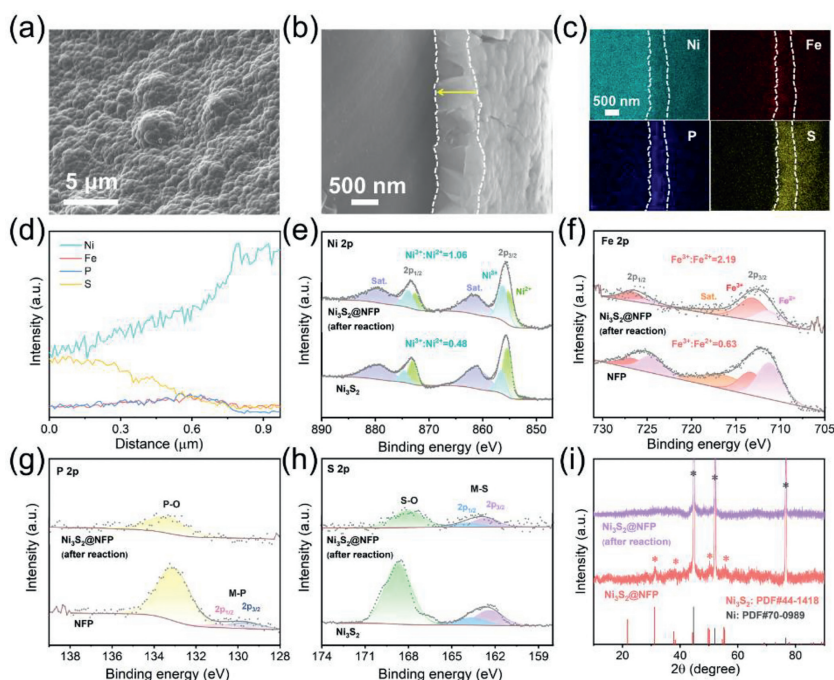 (a)
5 μm
(b)
500 nm
(c)
Ni
Fe
500 nm
P
S
(d)
Intensity (a.u.)
Ni
Fe
P
S
0.0 0.3 0.6 0.9
Distance (μm)
(e)
Intensity (a.u.)
Ni 2p
Ni³⁺:Ni²⁺=1.06
2p₃/₂
2p₁/₂
Sat.
Sat.
Ni³⁺
Ni²⁺
Ni₃S₂@NFP
(after reaction)
Ni³⁺:Ni²⁺=0.48
Ni₃S₂
890 880 870 860 850
Binding energy (eV)
(f)
Intensity (a.u.)
Fe 2p
Fe³⁺:Fe²⁺=2.19
2p₁/₂
2p₃/₂
Fe³⁺
Sat.
Fe²⁺
Ni₃S₂@NFP
(after reaction)
Fe³⁺:Fe²⁺=0.63
NFP
730 725 720 715 710 705
Binding energy (eV)
(g)
Intensity (a.u.)
P 2p
P-O
Ni₃S₂@NFP
(after reaction)
M-P
2p₁/₂ 2p₃/₂
NFP
138 136 134 132 130 128
Binding energy (eV)
(h)
Intensity (a.u.)
S 2p
S-O
M-S
2p₁/₂ 2p₃/₂
Ni₃S₂@NFP
(after reaction)
Ni₃S₂
174 171 168 165 162 159
Binding energy (eV)
(i)
Intensity (a.u.)
* * *
Ni₃S₂@NFP
(after reaction)
* * * *
Ni₃S₂@NFP
Ni₃S₂: PDF#44-1418
Ni: PDF#70-0989
20 40 60 80
2θ (degree)